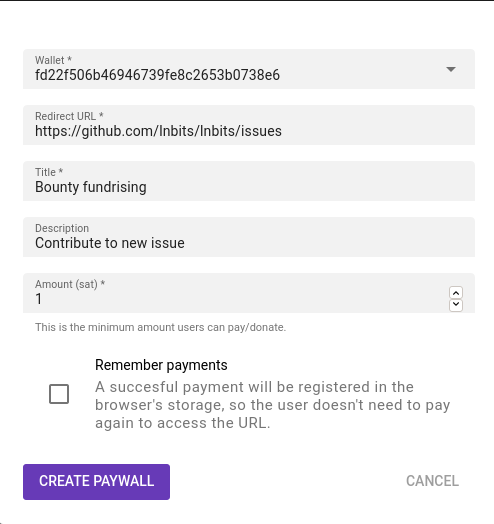 Wallet *
fd22f506b46946739fe8c2653b0738e6
Redirect URL *
https://github.com/lnbits/lnbits/issues
Title *
Bounty fundrising
Description
Contribute to new issue
Amount (sat) *
1
This is the minimum amount users can pay/donate.
Remember payments
A succesful payment will be registered in the
browser's storage, so the user doesn't need to pay
again to access the URL.
CREATE PAYWALL
CANCEL